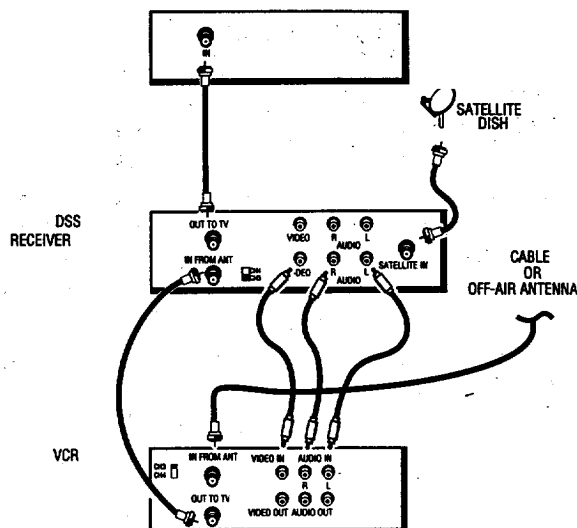 IN
SATELLITE
DISH
DSS
RECEIVER
OUT TO TV
VIDEO R L
AUDIO
IN FROM ANT
SATELLITE IN
-DEO R L
AUDIO
CABLE
OR
OFF-AIR ANTENNA
VCR
CH3
CH4
IN FROM ANT
VIDEO IN AUDIO IN
R L
OUT TO TV
VIDEO OUT AUDIO OUT